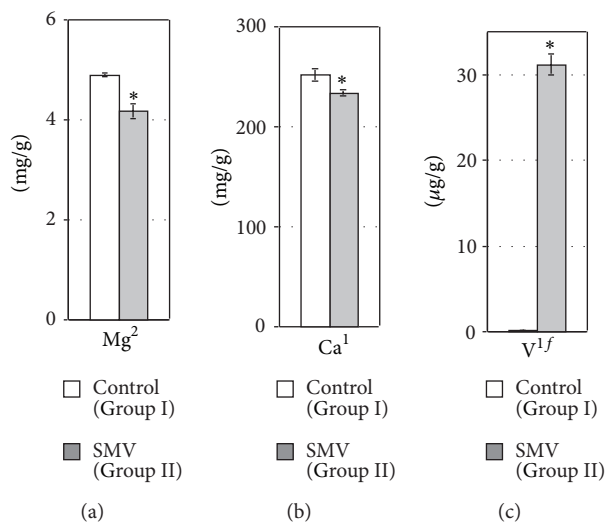 6
4
2
0
(mg/g)
*
Mg²
Control
(Group I)
SMV
(Group II)
(a)
300
200
100
0
(mg/g)
*
Ca¹
Control
(Group I)
SMV
(Group II)
(b)
30
20
10
0
(µg/g)
*
V¹ᶠ
Control
(Group I)
SMV
(Group II)
(c)